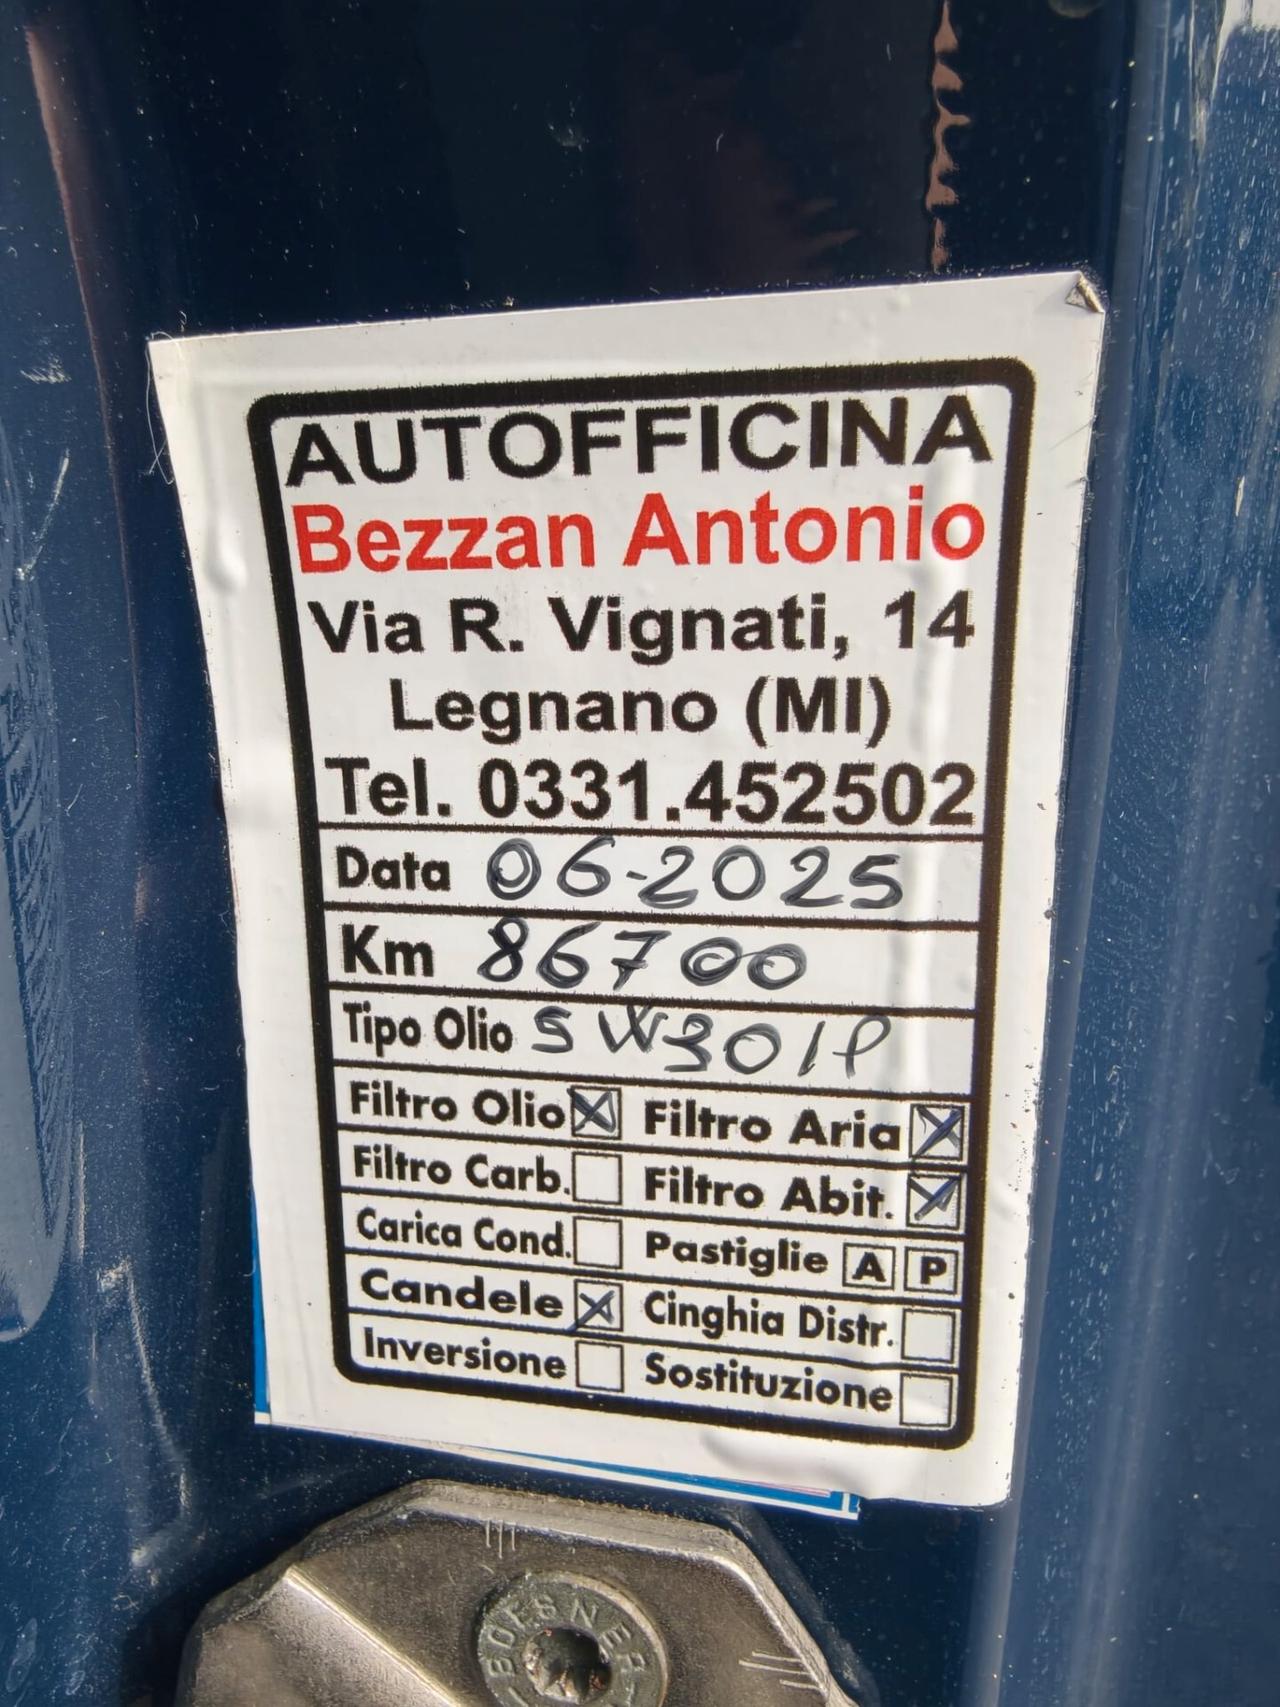 AUTOFFICINA
Bezzan Antonio
Via R. Vignati, 14
Legnano (MI)
Tel. 0331.452502
Data 06-2025
Km 86700
Tipo Olio 5W30 IP
Filtro Olio Filtro Aria
Filtro Carb. Filtro Abit.
Carica Cond. Pastiglie A P
Candele Cinghia Distr.
Inversione Sostituzione